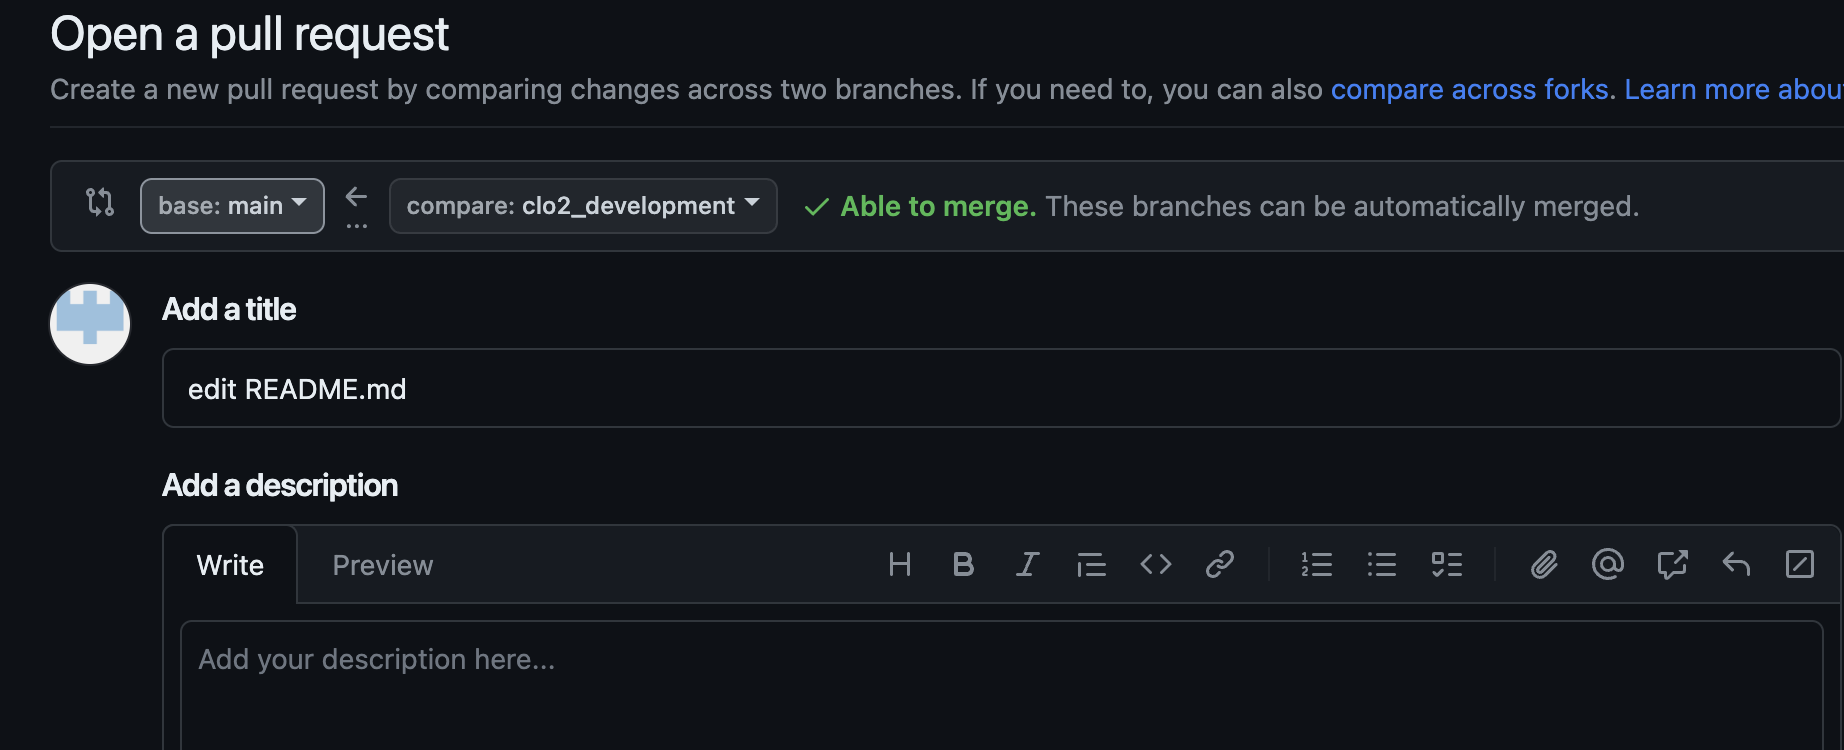 Open a pull request
Create a new pull request by comparing changes across two branches. If you need to, you can also compare across forks. Learn more about
base: main compare: clo2_development Able to merge. These branches can be automatically merged.
Add a title
edit README.md
Add a description
Write Preview
Add your description here...